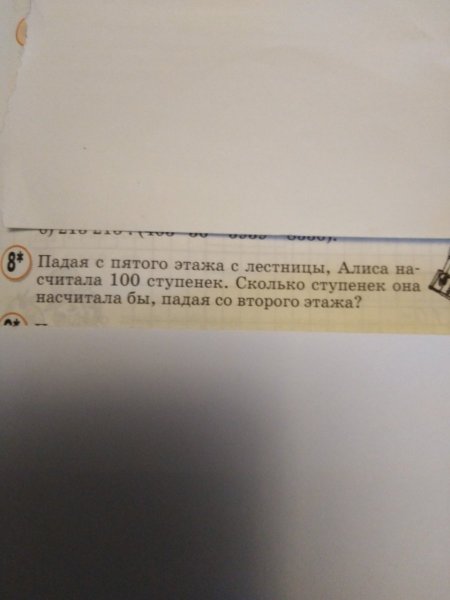 8* Падая с пятого этажа с лестницы, Алиса на-
считала 100 ступенек. Сколько ступенек она
насчитала бы, падая со второго этажа?